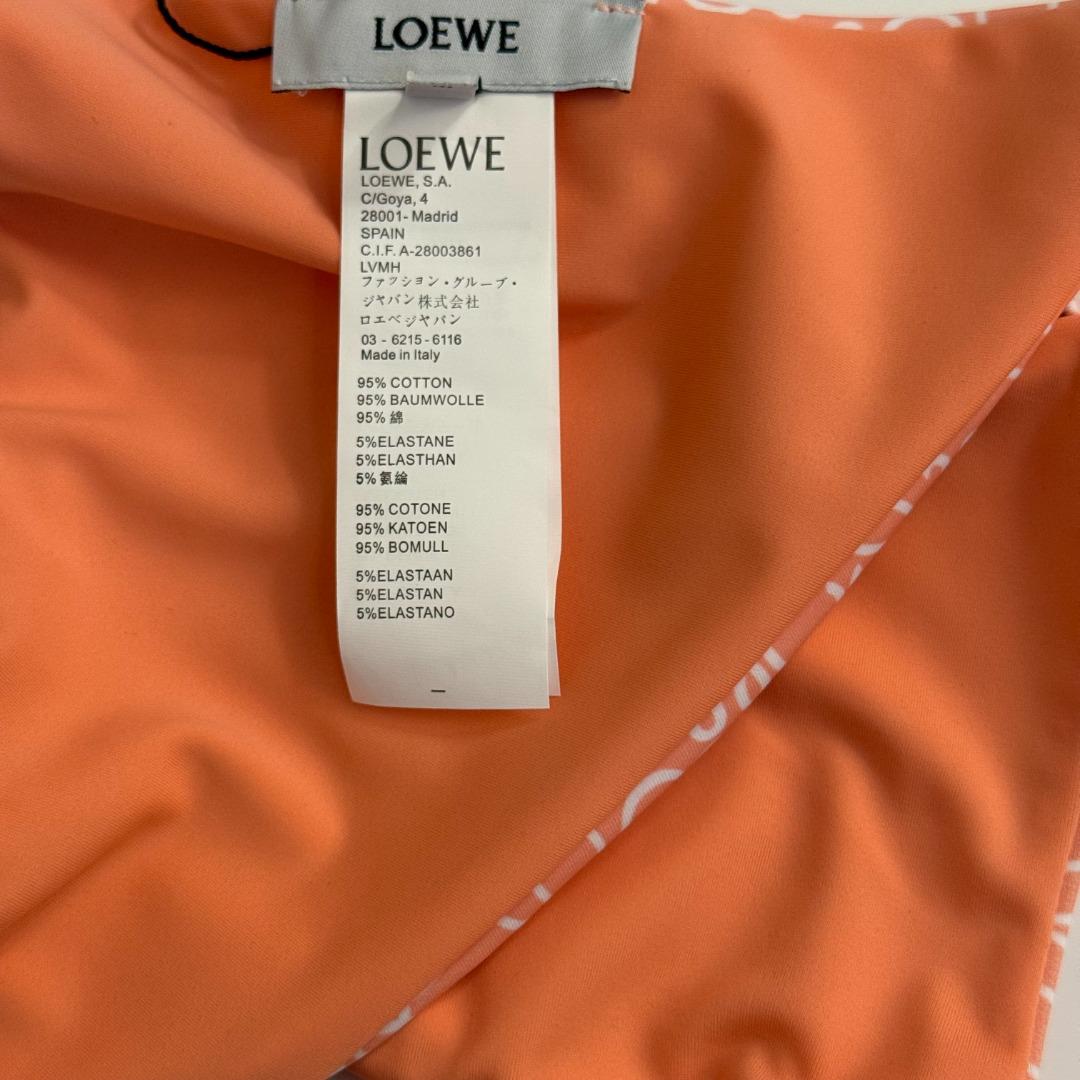 LOEWE
LOEWE
LOEWE, S.A.
C/Goya, 4
28001- Madrid
SPAIN
C.I.F. A-28003861
LVMH
ファッション・グループ・
ジャパン株式会社
ロエベジャパン
03 - 6215-6116
Made in Italy
95% COTTON
95% BAUMWOLLE
95% 綿
5%ELASTANE
5%ELASTHAN
5% 氨綸
95% COTONE
95% KATOEN
95% BOMULL
5%ELASTAAN
5%ELASTAN
5%ELASTANO